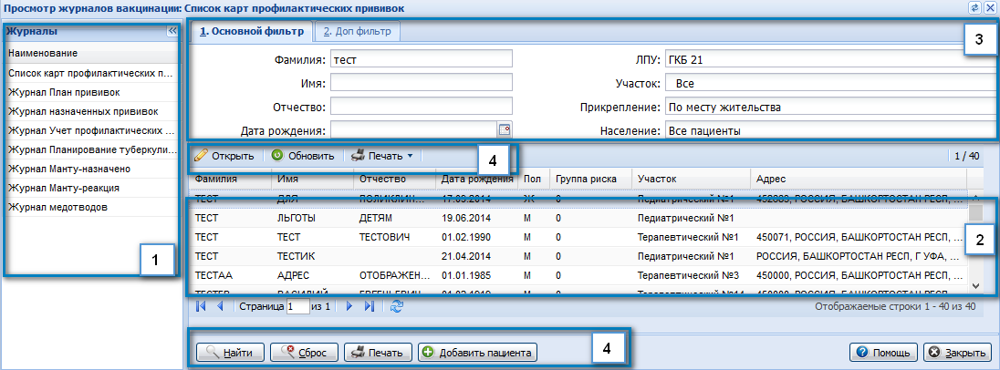 Просмотр журналов вакцинации: Список карт профилактических прививок
Журналы
Наименование
Список карт профилактических п...
Журнал План прививок
Журнал назначенных прививок
Журнал Учет профилактических ...
Журнал Планирование туберкули...
Журнал Манту-назначено
Журнал Манту-реакция
Журнал медотводов
1
1. Основной фильтр 2. Доп фильтр
3
Фамилия: тест ЛПУ: ГКБ 21
Имя: Участок: Все
Отчество: Прикрепление: По месту жительства
Дата рождения: Население: Все пациенты
Открыть Обновить Печать 4 1 / 40
Фамилия Имя Отчество Дата рождения Пол Группа риска Участок Адрес
ТЕСТ ДЛЯ ПОЛИКЛИН... 17.09.2014 Ж 0 Педиатрический №1 452000, РОССИЯ, БАШКОРТОСТАН РЕСП, ...
ТЕСТ ЛЬГОТЫ ДЕТЯМ 19.06.2014 М 0 Педиатрический №1
ТЕСТ ТЕСТ ТЕСТОВИЧ 01.02.1990 М 0 Терапевтический №1 450071, РОССИЯ, БАШКОРТОСТАН РЕСП, ...
2
ТЕСТ ТЕСТИК 21.04.2014 М 0 Педиатрический №1 РОССИЯ, БАШКОРТОСТАН РЕСП, Г УФА, ...
ТЕСТАА АДРЕС ОТОБРАЖЕН... 01.01.1985 М 0 Терапевтический №3 450000, РОССИЯ, БАШКОРТОСТАН РЕСП, ...
Страница 1 из 1 Отображаемые строки 1 - 40 из 40
Найти Сброс Печать Добавить пациента 4 Помощь Закрыть